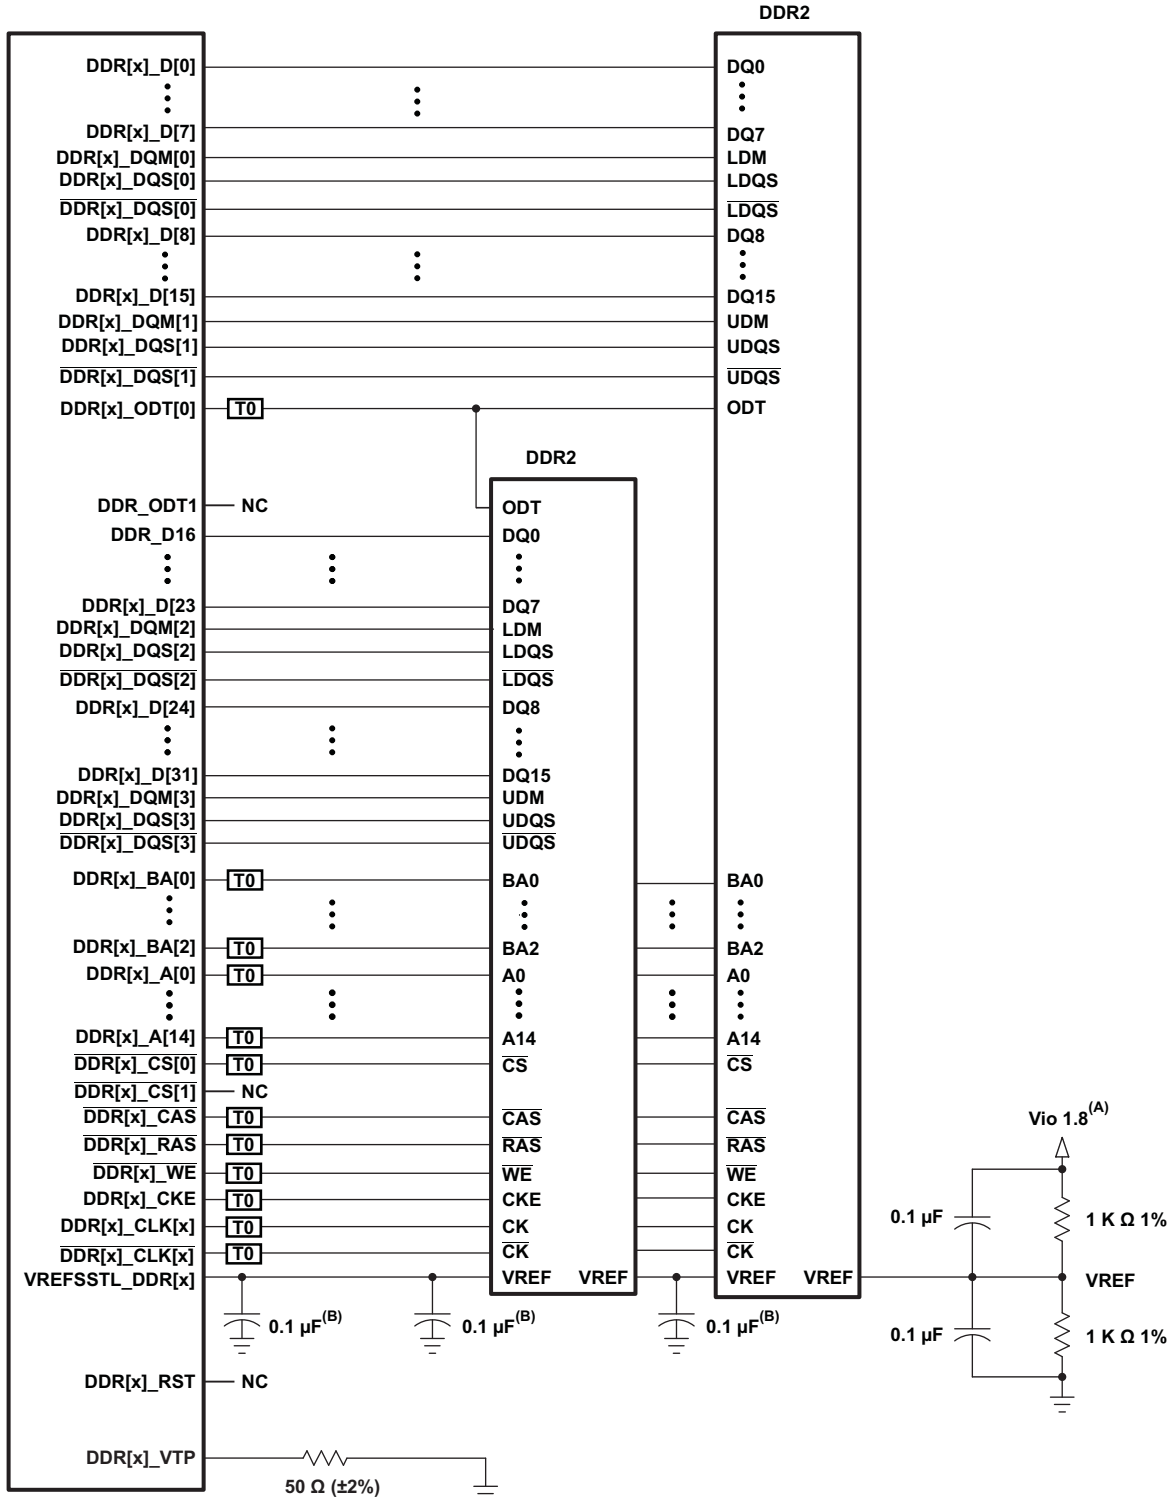 DDR2
DDR[x]_D[0] DQ0
DDR[x]_D[7] DQ7
DDR[x]_DQM[0] LDM
DDR[x]_DQS[0] LDQS
DDR[x]_DQS[0] LDQS
DDR[x]_D[8] DQ8
DDR[x]_D[15] DQ15
DDR[x]_DQM[1] UDM
DDR[x]_DQS[1] UDQS
DDR[x]_DQS[1] UDQS
DDR[x]_ODT[0] T0 ODT
DDR2
DDR_ODT1 NC ODT
DDR_D16 DQ0
DDR[x]_D[23 DQ7
DDR[x]_DQM[2] LDM
DDR[x]_DQS[2] LDQS
DDR[x]_DQS[2] LDQS
DDR[x]_D[24] DQ8
DDR[x]_D[31] DQ15
DDR[x]_DQM[3] UDM
DDR[x]_DQS[3] UDQS
DDR[x]_DQS[3] UDQS
DDR[x]_BA[0] T0 BA0 BA0
DDR[x]_BA[2] T0 BA2 BA2
DDR[x]_A[0] T0 A0 A0
DDR[x]_A[14] T0 A14 A14
DDR[x]_CS[0] T0 CS CS
DDR[x]_CS[1] NC
DDR[x]_CAS T0 CAS CAS
Vio 1.8(A)
DDR[x]_RAS T0 RAS RAS
DDR[x]_WE T0 WE WE
DDR[x]_CKE T0 CKE CKE
0.1 µF 1 K Ω 1%
DDR[x]_CLK[x] T0 CK CK
DDR[x]_CLK[x] T0 CK CK
VREFSSTL_DDR[x] VREF VREF VREF VREF VREF
0.1 µF(B) 0.1 µF(B) 0.1 µF(B) 0.1 µF 1 K Ω 1%
DDR[x]_RST NC
DDR[x]_VTP
50 Ω (±2%)